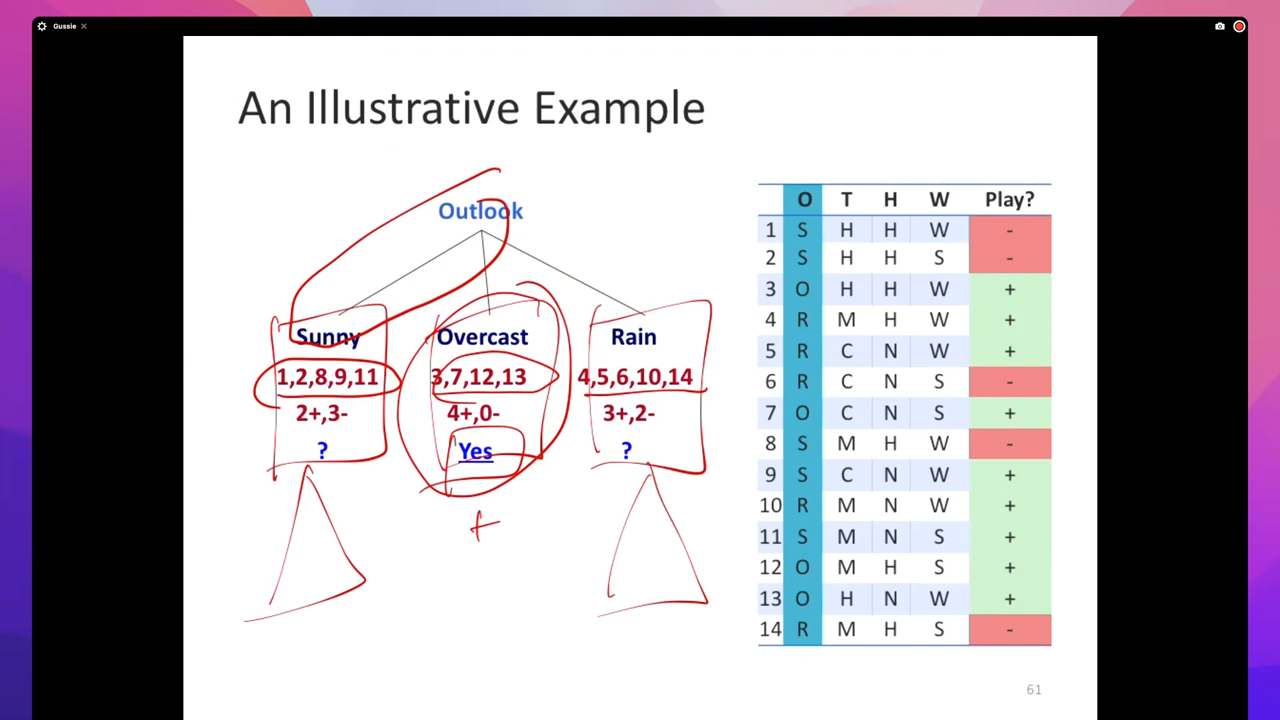 Gussie
An Illustrative Example
Outlook
Sunny Overcast Rain
1,2,8,9,11 3,7,12,13 4,5,6,10,14
2+,3- 4+,0- 3+,2-
? Yes ?
+
O T H W Play?
1 S H H W -
2 S H H S -
3 O H H W +
4 R M H W +
5 R C N W +
6 R C N S -
7 O C N S +
8 S M H W -
9 S C N W +
10 R M N W +
11 S M N S +
12 O M H S +
13 O H N W +
14 R M H S -
61